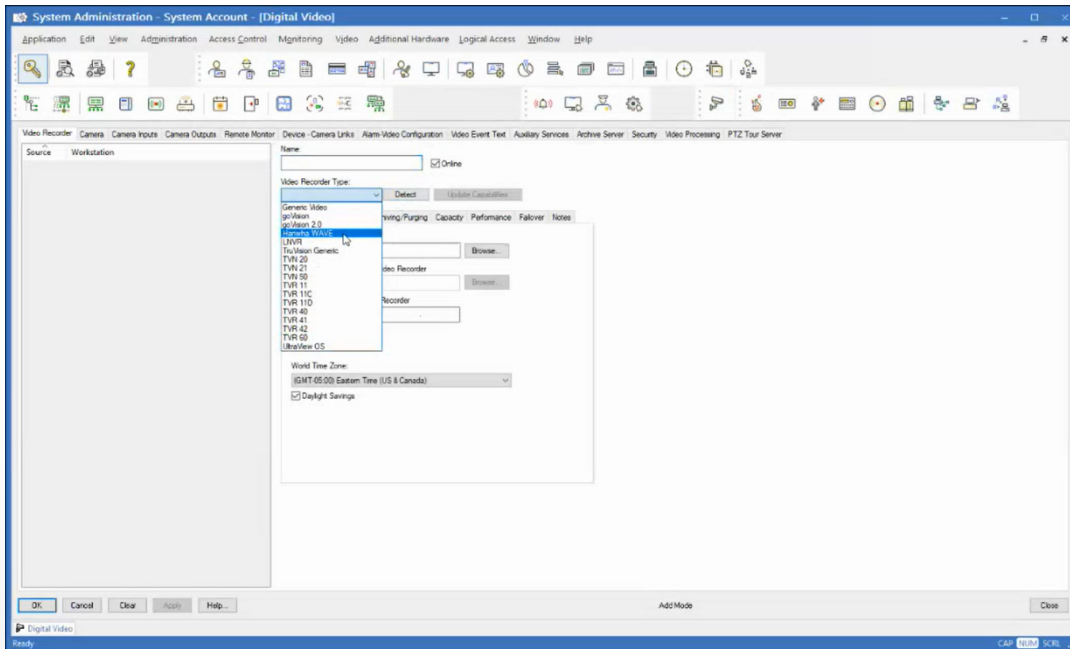 System Administration - System Account - [Digital Video]
Application Edit View Administration Access Control Monitoring Video Additional Hardware Logical Access Window Help
Video Recorder Camera Camera Inputs Camera Outputs Remote Monitor Device - Camera Links Alarm-Video Configuration Video Event Text Auxiliary Services Archive Server Security Video Processing PTZ Tour Server
Source Workstation
Name:
Online
Video Recorder Type:
Detect Update Capabilities
Generic Video
goVision
goVision 2.0
Hanwha WAVE
LNVR
TruVision Generic
TVN 20
TVN 21
TVN 50
TVR 11
TVR 11C
TVR 11D
TVR 40
TVR 41
TVR 42
TVR 60
UltraView OS
hiving/Purging Capacity Performance Failover Notes
Browse...
ideo Recorder
Browse...
Recorder
World Time Zone:
(GMT-05:00) Eastern Time (US & Canada)
Daylight Savings
OK Cancel Clear Apply Help... Add Mode Close
Digital Video
Ready CAP NUM SCRL